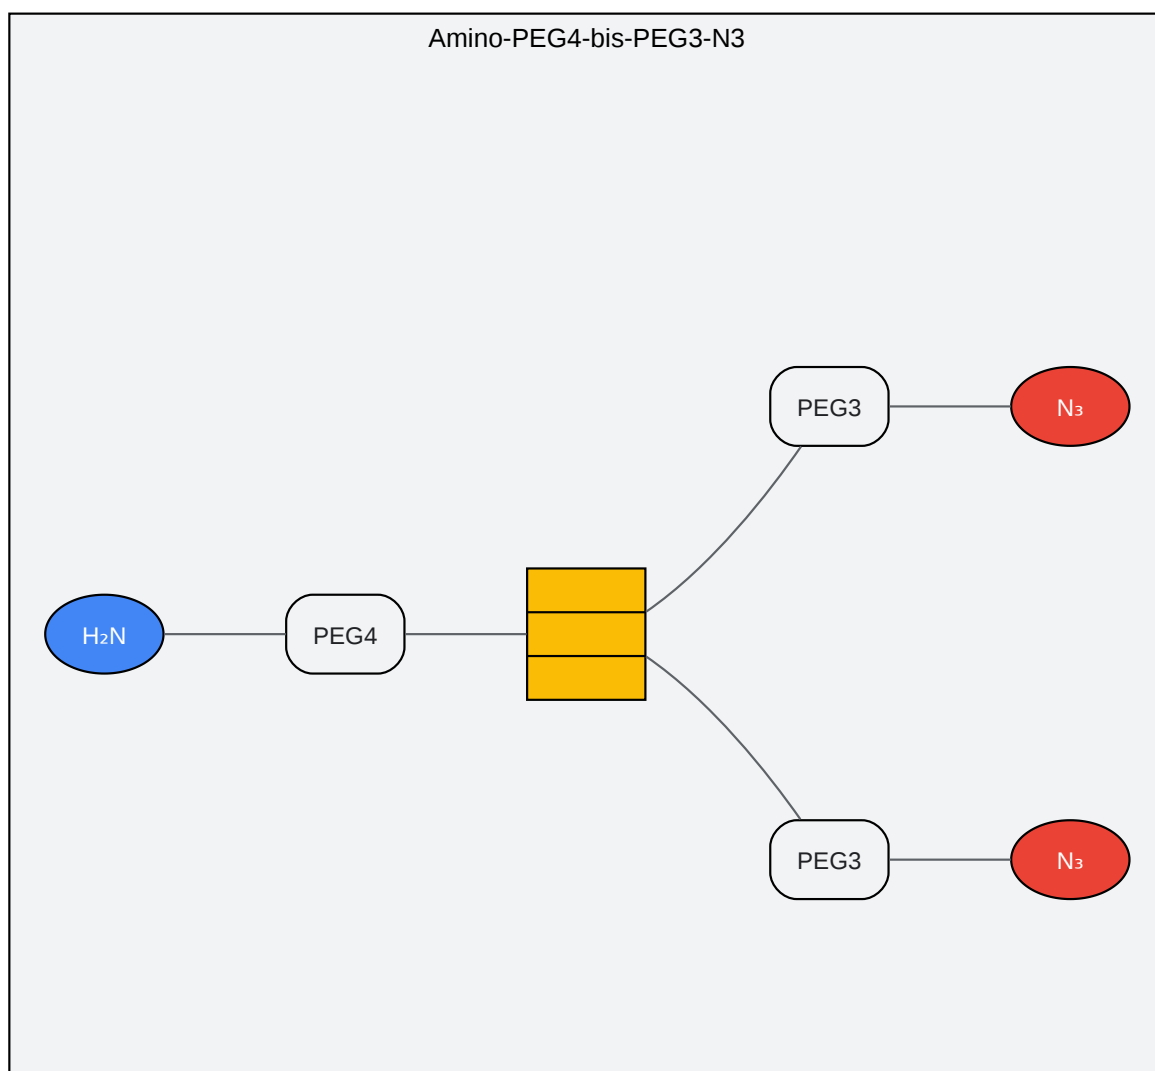 Amino-PEG4-bis-PEG3-N3
PEG3
N₃
H₂N
PEG4
PEG3
N₃